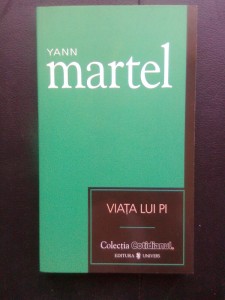 YANN
martel
VIAȚA LUI PI
Colecția Cotidianul.
EDITURA UNIVERS